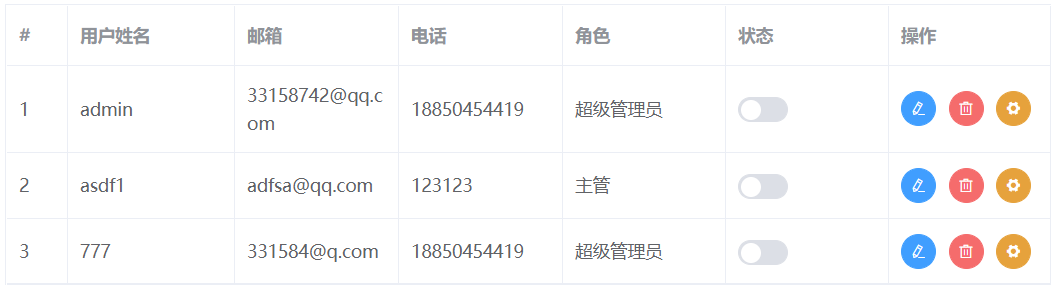 # 用户姓名 邮箱 电话 角色 状态 操作
1 admin 33158742@qq.c
om 18850454419 超级管理员
2 asdf1 adfsa@qq.com 123123 主管
3 777 331584@q.com 18850454419 超级管理员